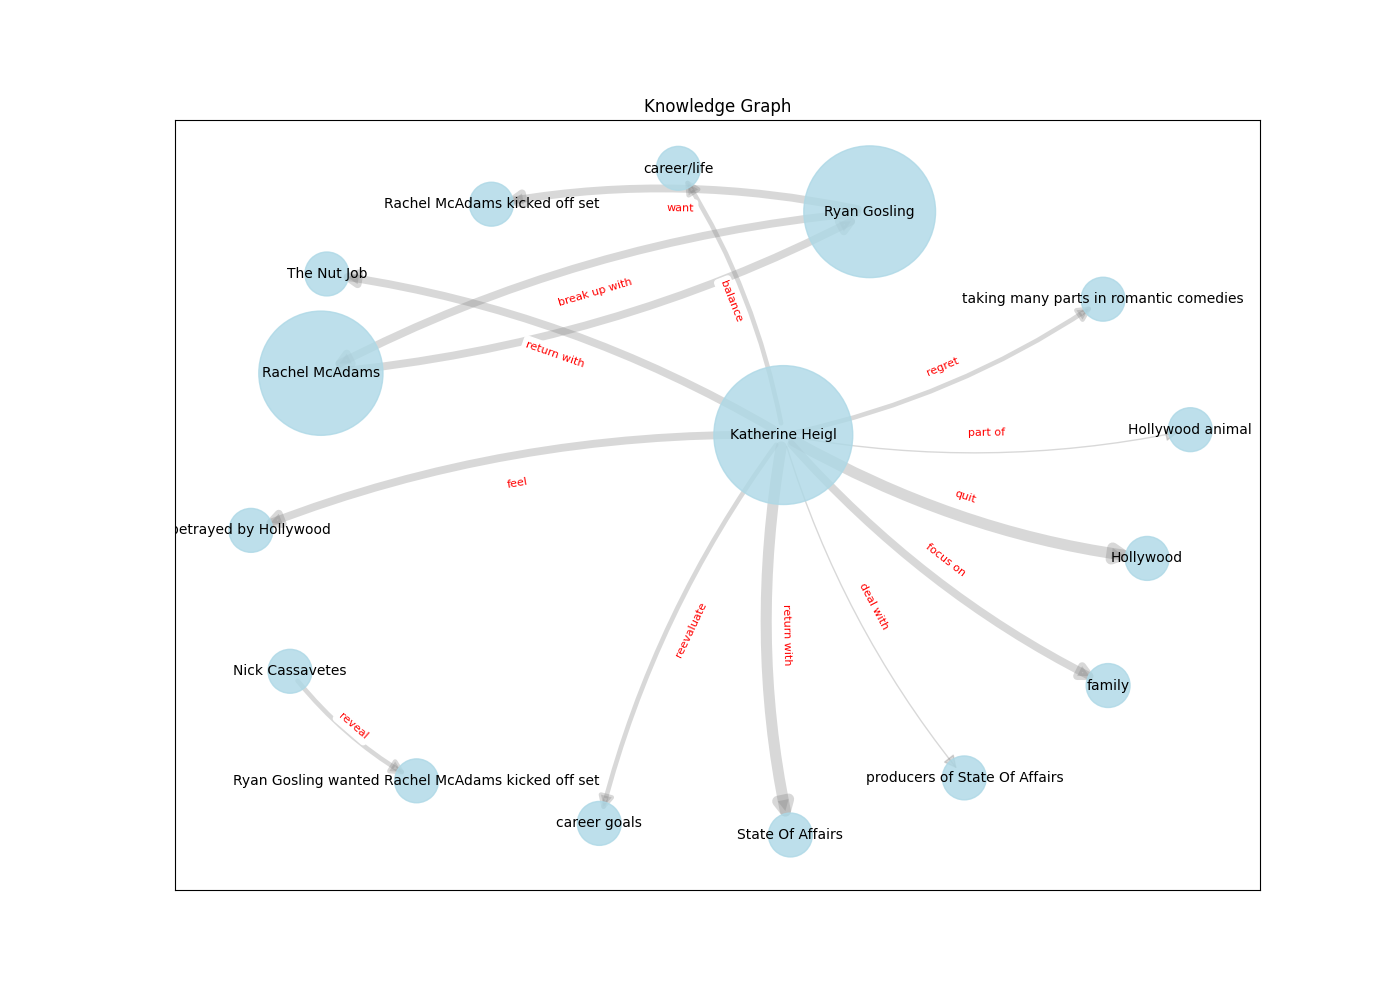 Knowledge Graph
career/life
Rachel McAdams kicked off set
want
Ryan Gosling
The Nut Job
break up with
balance
taking many parts in romantic comedies
return with
regret
Rachel McAdams
Katherine Heigl
part of
Hollywood animal
feel
quit
betrayed by Hollywood
focus on
Hollywood
deal with
reevaluate
return with
Nick Cassavetes
family
reveal
Ryan Gosling wanted Rachel McAdams kicked off set
producers of State Of Affairs
career goals
State Of Affairs